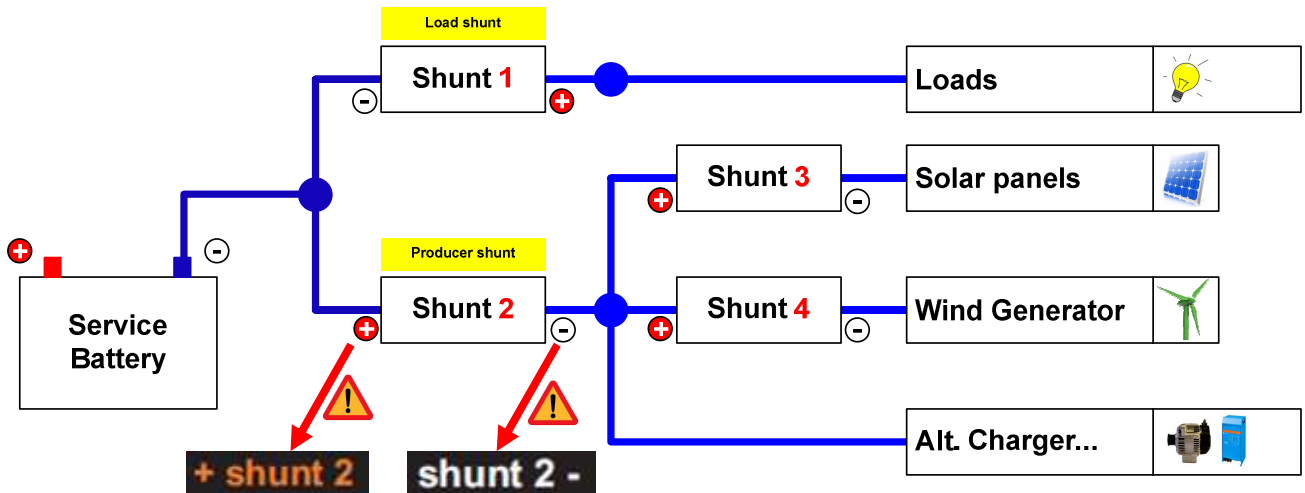 Load shunt
Shunt 1
- +
Loads
Shunt 3
+ -
Solar panels
+ -
Producer shunt
Shunt 2
+ -
Shunt 4
+ -
Wind Generator
Service
Battery
Alt. Charger...
+ shunt 2
shunt 2 -